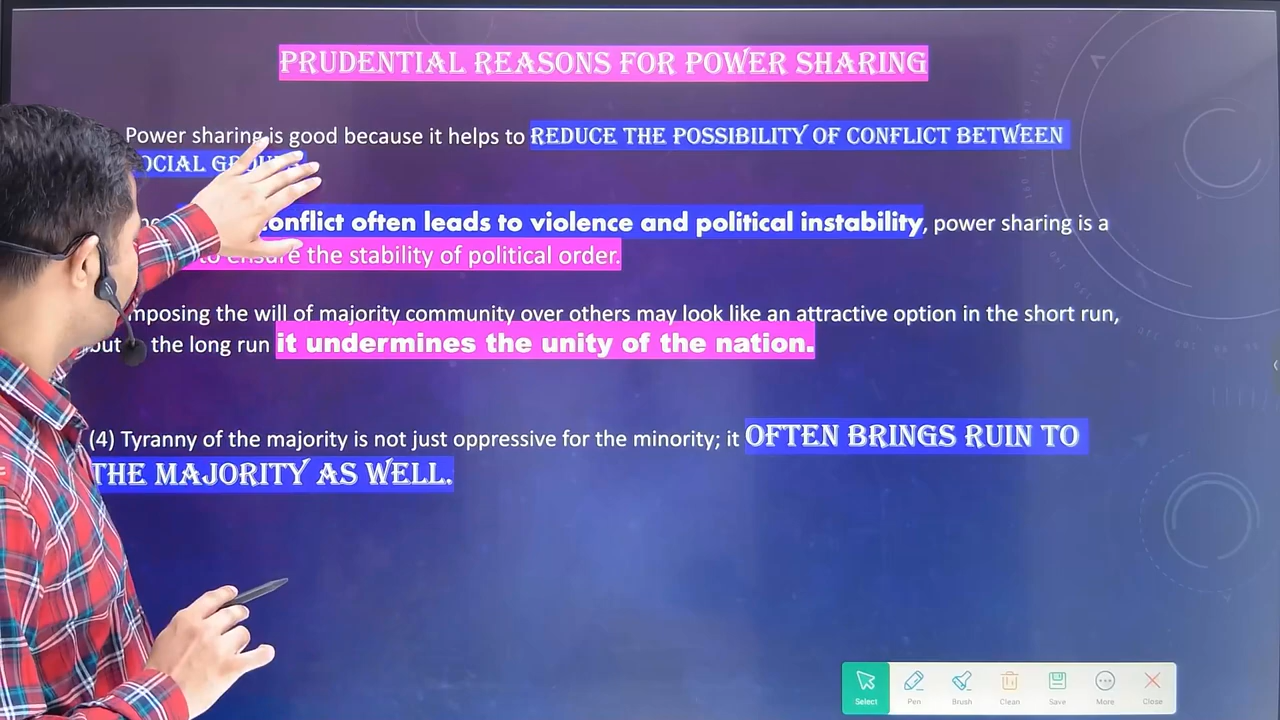 PRUDENTIAL REASONS FOR POWER SHARING
Power sharing is good because it helps to REDUCE THE POSSIBILITY OF CONFLICT BETWEEN
SOCIAL
conflict often leads to violence and political instability, power sharing is a
to ensure the stability of political order.
imposing the will of majority community over others may look like an attractive option in the short run,
but the long run it undermines the unity of the nation.
(4) Tyranny of the majority is not just oppressive for the minority; it OFTEN BRINGS RUIN TO
THE MAJORITY AS WELL.
Select Pen Brush Clean Save More Close